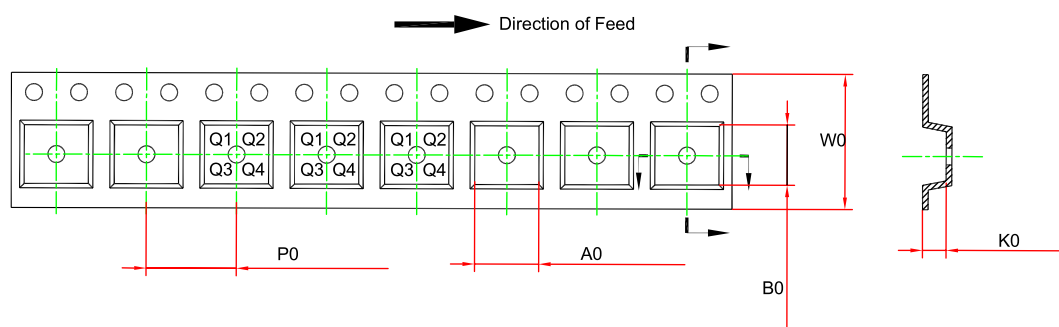 Direction of Feed
Q1 Q2 Q1 Q2 Q1 Q2
Q3 Q4 Q3 Q4 Q3 Q4
W0
P0
A0
B0
K0